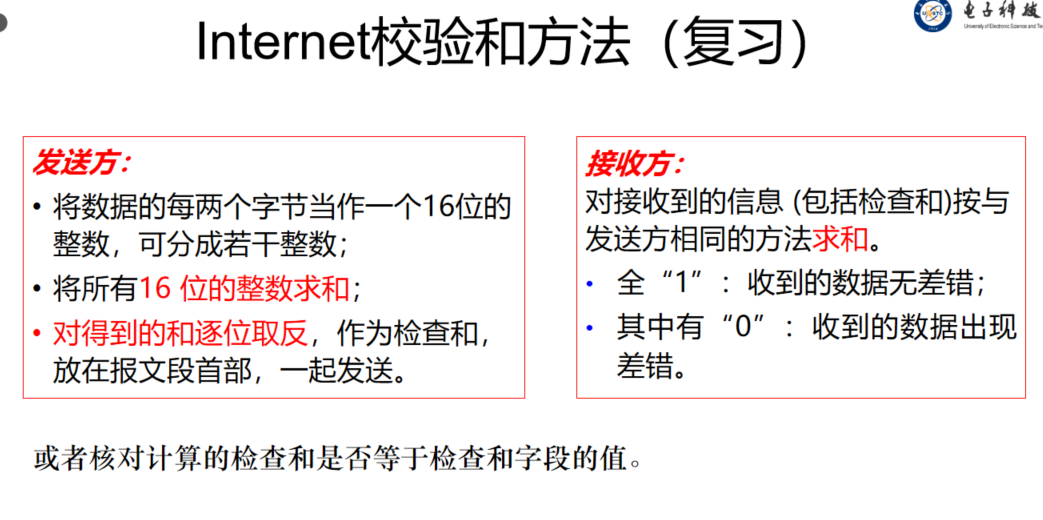 电子科技
University of Electronic Science and Te
Internet校验和方法（复习）
发送方：
• 将数据的每两个字节当作一个16位的
整数，可分成若干整数；
• 将所有16 位的整数求和；
• 对得到的和逐位取反，作为检查和，
放在报文段首部，一起发送。
接收方：
对接收到的信息 (包括检查和)按与
发送方相同的方法求和。
• 全“1”：收到的数据无差错；
• 其中有“0”：收到的数据出现
差错。
或者核对计算的检查和是否等于检查和字段的值。